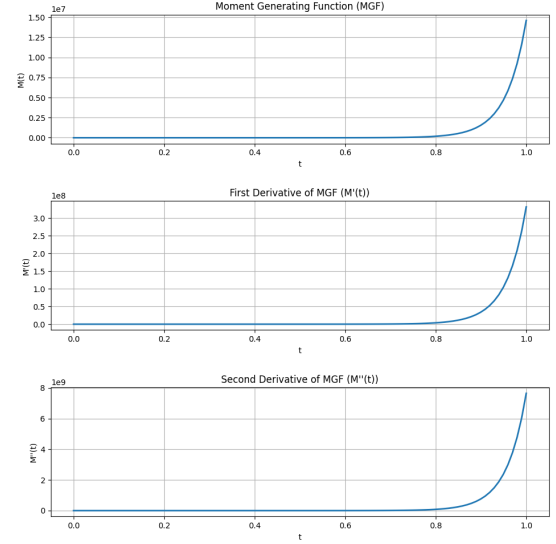 Moment Generating Function (MGF)
1e7
1.50
1.25
1.00
0.75
0.50
0.25
0.00
M(t)
0.0 0.2 0.4 0.6 0.8 1.0
t
First Derivative of MGF (M'(t))
1e8
3.0
2.5
2.0
1.5
1.0
0.5
0.0
M'(t)
0.0 0.2 0.4 0.6 0.8 1.0
t
Second Derivative of MGF (M''(t))
1e9
8
6
4
2
0
M''(t)
0.0 0.2 0.4 0.6 0.8 1.0
t